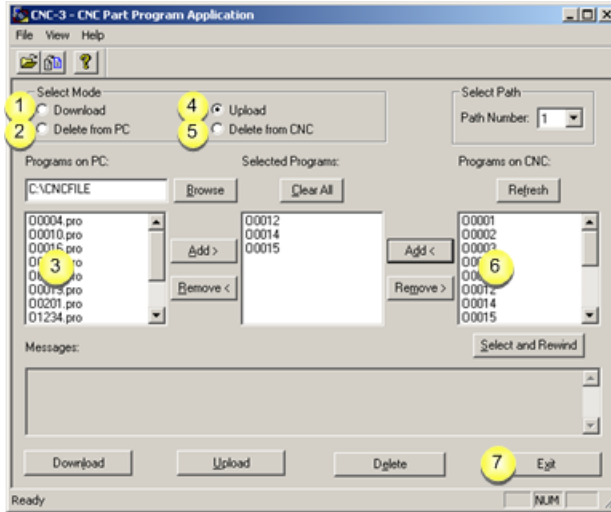 CNC-3 - CNC Part Program Application
File View Help
Select Mode
Select Path
1 Download
4 Upload
Path Number: 1
2 Delete from PC
5 Delete from CNC
Programs on PC:
Selected Programs:
Programs on CNC:
C:\CNCFILE
Browse
Clear All
Refresh
O0004.pro
O0010.pro
O0015.pro
3
O0201.pro
O1234.pro
Add >
Remove <
O0012
O0014
O0015
Add <
Remove >
O0001
O0002
O0003
6
O0012
O0014
O0015
Messages:
Select and Rewind
Download
Upload
Delete
7 Exit
Ready
NUM